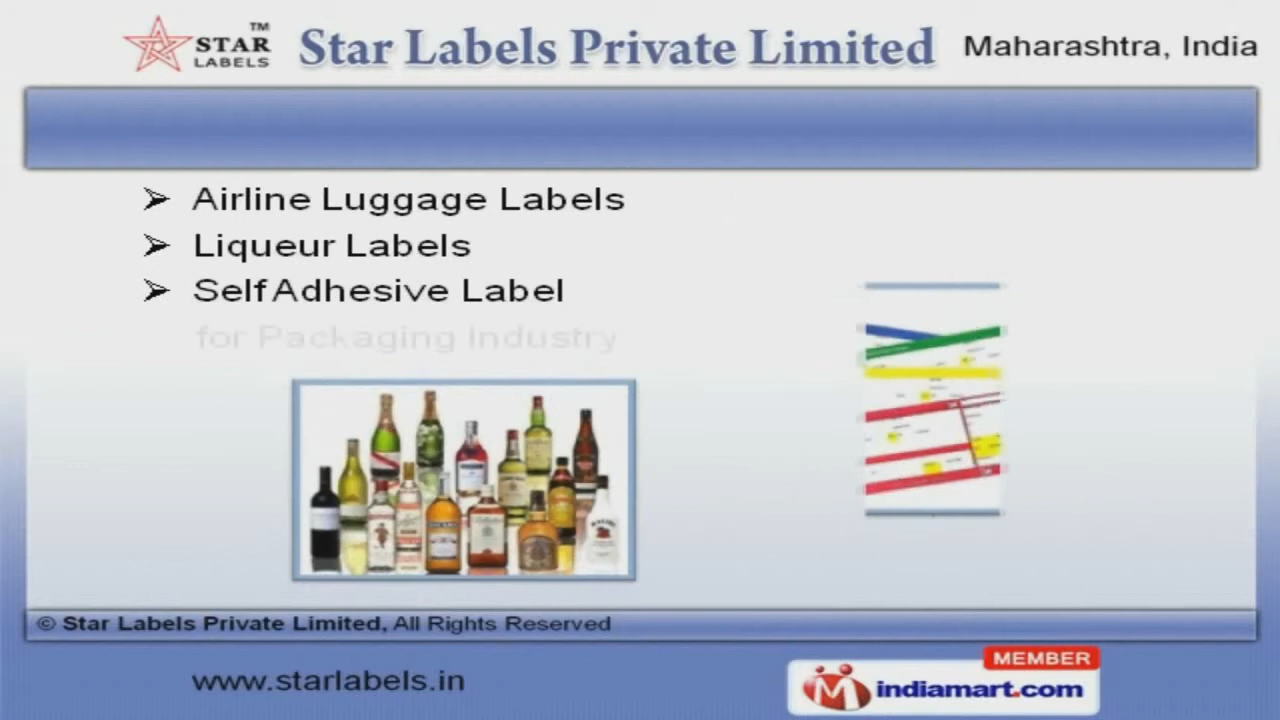 STAR LABELS TM
Star Labels Private Limited
Maharashtra, India
➢ Airline Luggage Labels
➢ Liqueur Labels
➢ Self Adhesive Label
for Packaging Industry
© Star Labels Private Limited, All Rights Reserved
www.starlabels.in
MEMBER
indiamart.com